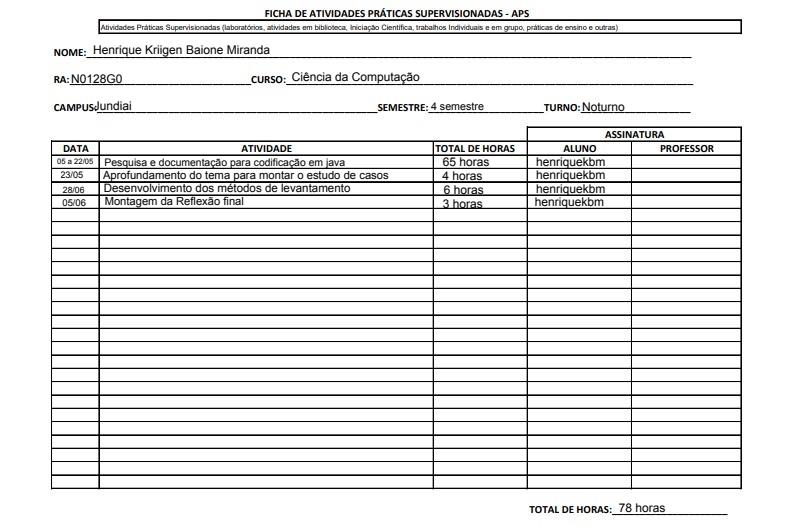 FICHA DE ATIVIDADES PRÁTICAS SUPERVISIONADAS - APS
Atividades Práticas Supervisionadas (laboratórios, atividades em biblioteca, Iniciação Científica, trabalhos Individuais e em grupo, práticas de ensino e outras)
NOME: Henrique Kriigen Baione Miranda
RA: N0128G0 CURSO: Ciência da Computação
CAMPUS: Jundiai SEMESTRE: 4 semestre TURNO: Noturno
ASSINATURA
DATA ATIVIDADE TOTAL DE HORAS ALUNO PROFESSOR
05 a 22/05 Pesquisa e documentação para codificação em java 65 horas henriquekbm
23/05 Aprofundamento do tema para montar o estudo de casos 4 horas henriquekbm
28/06 Desenvolvimento dos métodos de levantamento 6 horas henriquekbm
05/06 Montagem da Reflexão final 3 horas henriquekbm
TOTAL DE HORAS: 78 horas